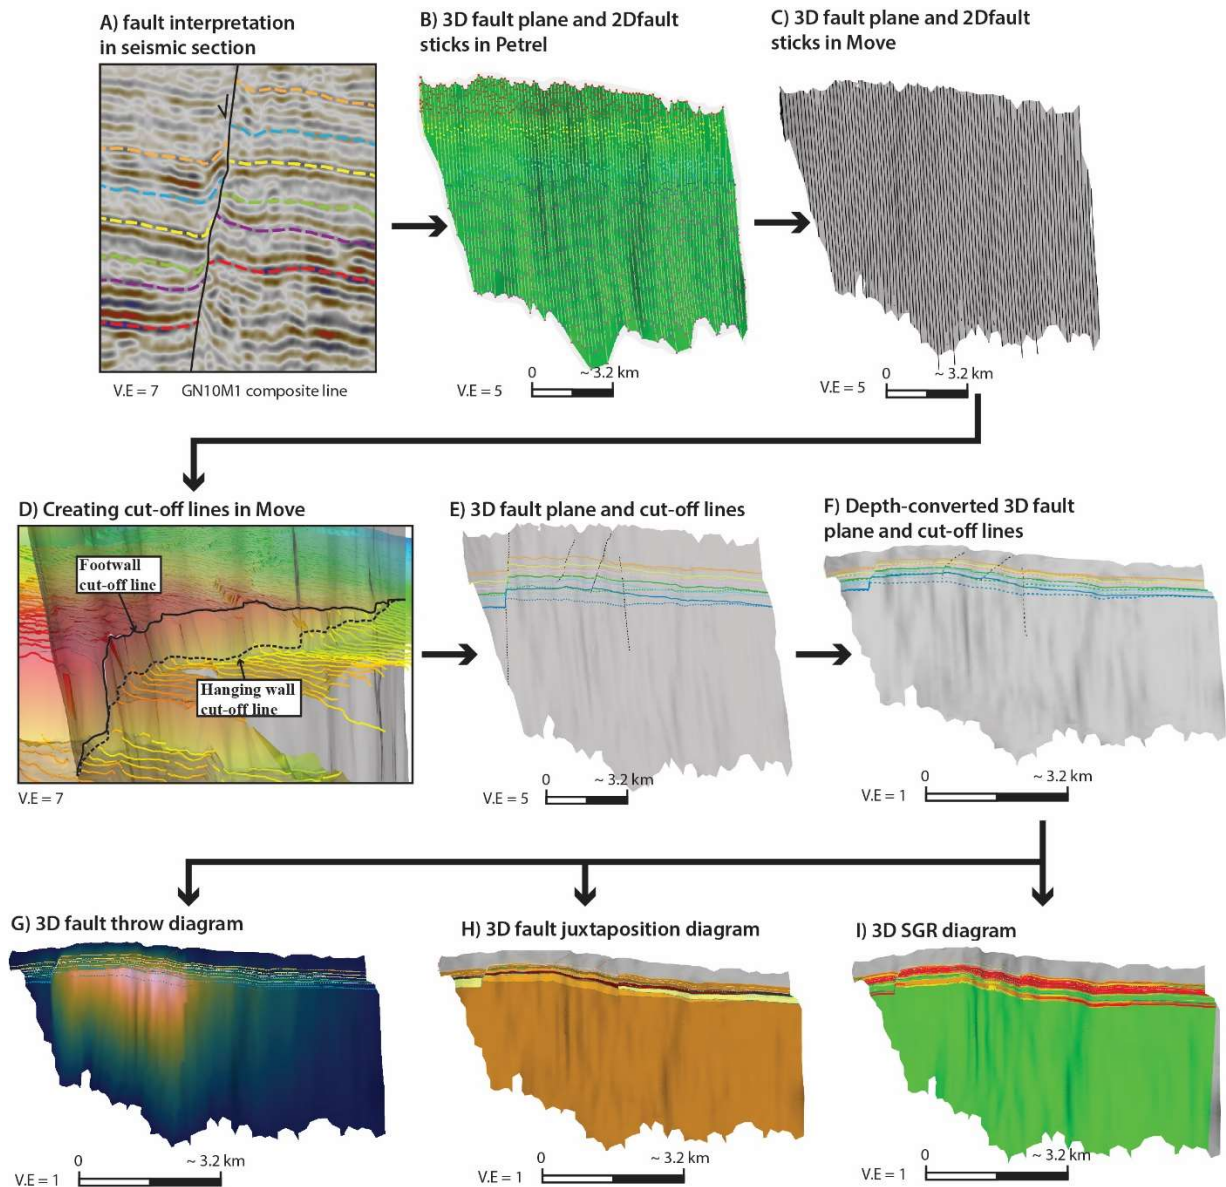 A) fault interpretation
in seismic section
B) 3D fault plane and 2Dfault
sticks in Petrel
C) 3D fault plane and 2Dfault
sticks in Move
V.E = 7 GN10M1 composite line
0 ~ 3.2 km
V.E = 5
0 ~ 3.2 km
V.E = 5
D) Creating cut-off lines in Move
Footwall
cut-off line
Hanging wall
cut-off line
V.E = 7
E) 3D fault plane and cut-off lines
0 ~ 3.2 km
V.E = 5
F) Depth-converted 3D fault
plane and cut-off lines
0 ~ 3.2 km
V.E = 1
G) 3D fault throw diagram
0 ~ 3.2 km
V.E = 1
H) 3D fault juxtaposition diagram
0 ~ 3.2 km
V.E = 1
I) 3D SGR diagram
0 ~ 3.2 km
V.E = 1